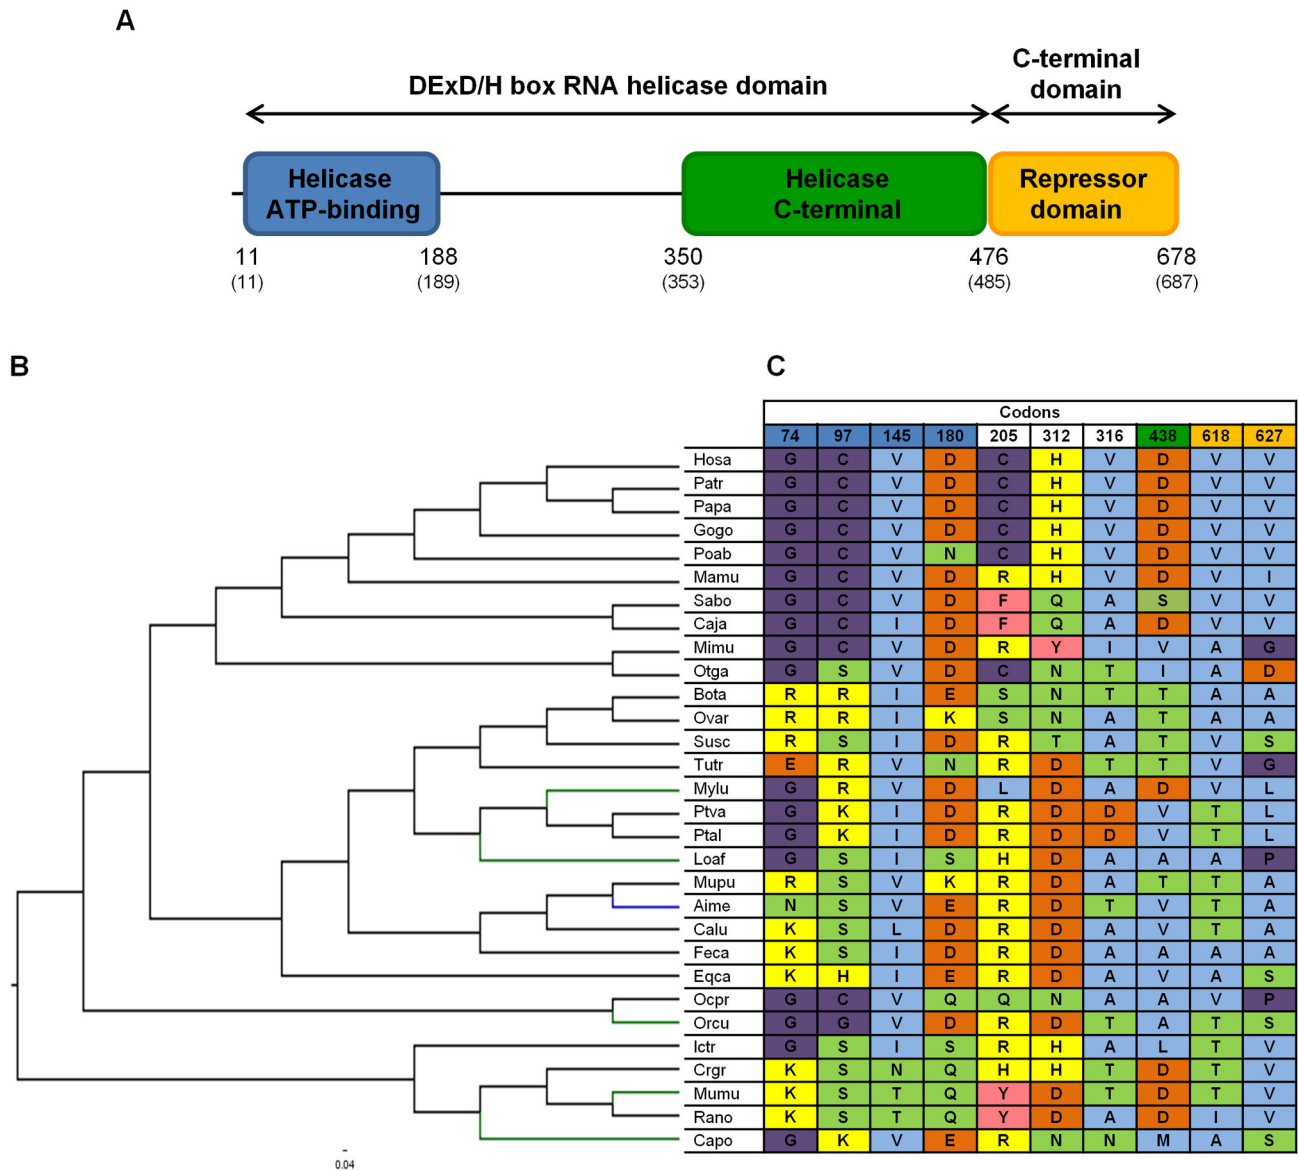 A
DExD/H box RNA helicase domain
C-terminal
domain
Helicase
ATP-binding
Helicase
C-terminal
Repressor
domain
11 188 350 476 678
(11) (189) (353) (485) (687)
B
C
Codons
74 97 145 180 205 312 316 438 618 627
Hosa G C V D C H V D V V
Patr G C V D C H V D V V
Papa G C V D C H V D V V
Gogo G C V D C H V D V V
Poab G C V N C H V D V V
Mamu G C V D R H V D V I
Sabo G C V D F Q A S V V
Caja G C I D F Q A D V V
Mimu G C V D R Y I V A G
Otga G S V D C N T I A D
Bota R R I E S N T T A A
Ovar R R I K S N A T A A
Susc R S I D R T A T V S
Tutr E R V N R D T T V G
Mylu G R V D L D A D V L
Ptva G K I D R D D V T L
Ptal G K I D R D D V T L
Loaf G S I S H D A A A P
Mupu R S V K R D A T T A
Aime N S V E R D T V T A
Calu K S L D R D A V T A
Feca K S I D R D A A A A
Eqca K H I E R D A V A S
Ocpr G C V Q Q N A A V P
Orcu G G V D R D T A T S
Ictr G S I S R H A L T V
Crgr K S N Q H H T D T V
Mumu K S T Q Y D T D T V
Rano K S T Q Y D A D I V
Capo G K V E R N N M A S
0.04